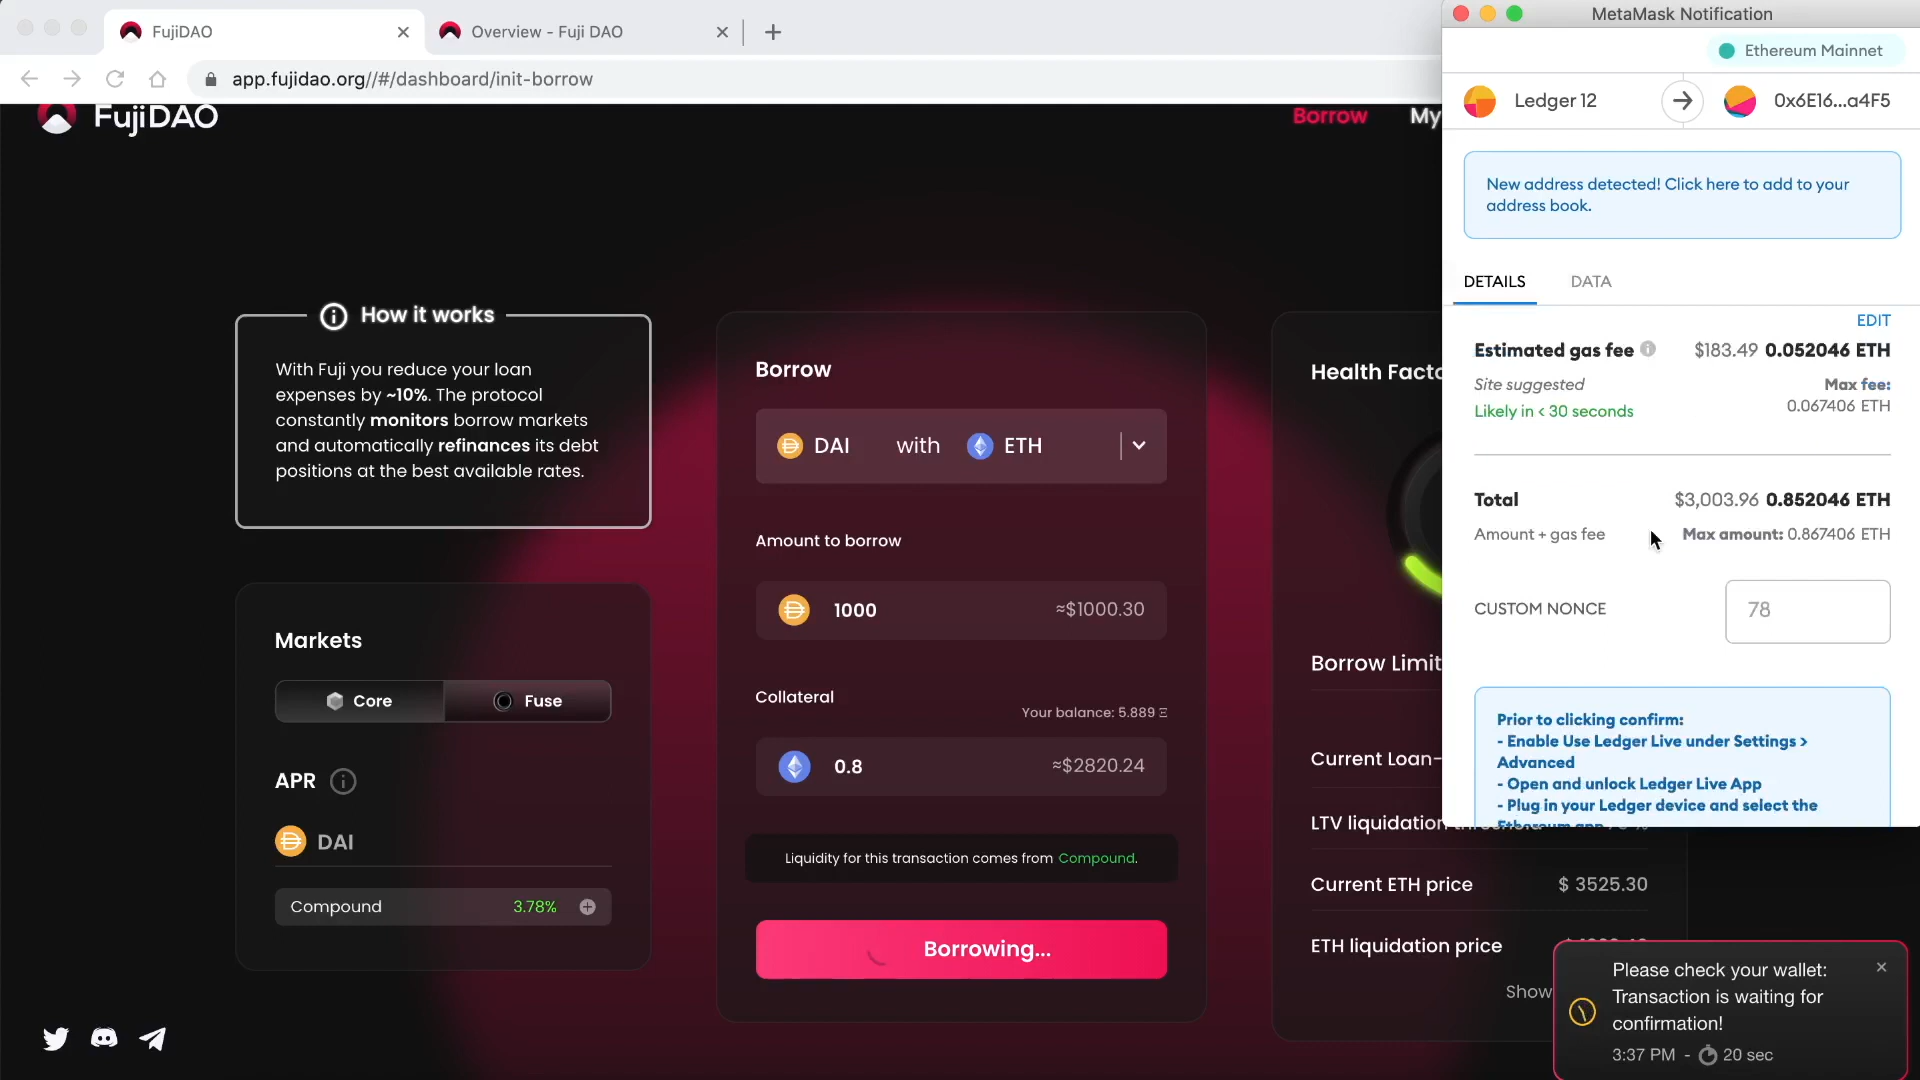 FujiDAO
Overview - Fuji DAO
app.fujidao.org//#/dashboard/init-borrow
FujiDAO
Borrow
My
How it works
With Fuji you reduce your loan
expenses by ~10%. The protocol
constantly monitors borrow markets
and automatically refinances its debt
positions at the best available rates.
Markets
Core
Fuse
APR
DAI
Compound
3.78%
Borrow
DAI with ETH
Amount to borrow
1000
≈$1000.30
Collateral
Your balance: 5.889 Ξ
0.8
≈$2820.24
Liquidity for this transaction comes from Compound.
Borrowing...
Health Facto
Borrow Limit
Current Loan-
LTV liquidation
Current ETH price
$ 3525.30
ETH liquidation price
Show
MetaMask Notification
Ethereum Mainnet
Ledger 12
0x6E16...a4F5
New address detected! Click here to add to your
address book.
DETAILS
DATA
EDIT
Estimated gas fee
$183.49 0.052046 ETH
Site suggested
Max fee:
Likely in < 30 seconds
0.067406 ETH
Total
$3,003.96 0.852046 ETH
Amount + gas fee
Max amount: 0.867406 ETH
CUSTOM NONCE
78
Prior to clicking confirm:
- Enable Use Ledger Live under Settings >
Advanced
- Open and unlock Ledger Live App
- Plug in your Ledger device and select the
Ethereum app
Please check your wallet:
Transaction is waiting for
confirmation!
3:37 PM - 20 sec